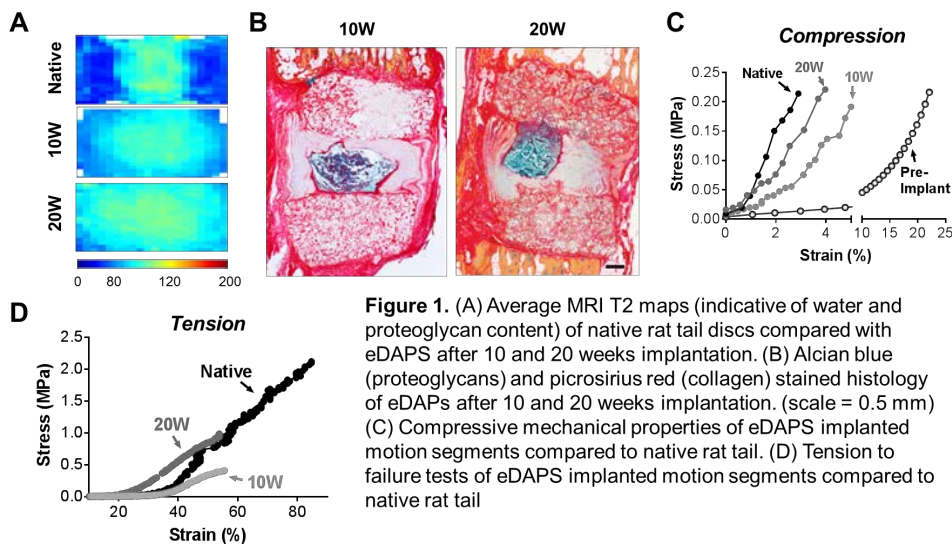 A
Native
10W
20W
0 80 120 160 200
B
10W
20W
C
Compression
Native
20W
10W
Pre-
Implant
0.25
0.20
0.15
0.10
0.05
0.00
Stress (MPa)
0 2 4 10 15 20 25
Strain (%)
D
Tension
Native
20W
10W
2.5
2.0
1.5
1.0
0.5
0.0
Stress (MPa)
20 40 60 80
Strain (%)
Figure 1. (A) Average MRI T2 maps (indicative of water and
proteoglycan content) of native rat tail discs compared with
eDAPS after 10 and 20 weeks implantation. (B) Alcian blue
(proteoglycans) and picrosirius red (collagen) stained histology
of eDAPs after 10 and 20 weeks implantation. (scale = 0.5 mm)
(C) Compressive mechanical properties of eDAPS implanted
motion segments compared to native rat tail. (D) Tension to
failure tests of eDAPS implanted motion segments compared to
native rat tail